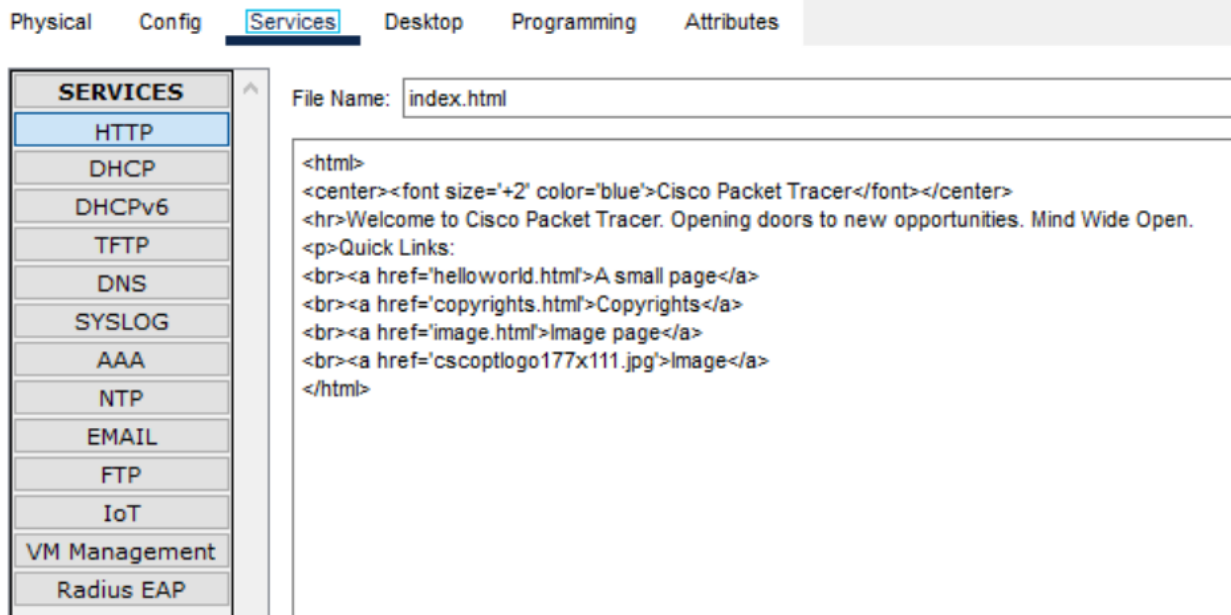 Physical Config Services Desktop Programming Attributes
SERVICES
HTTP
DHCP
DHCPv6
TFTP
DNS
SYSLOG
AAA
NTP
EMAIL
FTP
IoT
VM Management
Radius EAP
File Name: index.html
<html>
<center><font size='+2' color='blue'>Cisco Packet Tracer</font></center>
<hr>Welcome to Cisco Packet Tracer. Opening doors to new opportunities. Mind Wide Open.
<p>Quick Links:
<br><a href='helloworld.html'>A small page</a>
<br><a href='copyrights.html'>Copyrights</a>
<br><a href='image.html'>Image page</a>
<br><a href='cscoptlogo177x111.jpg'>Image</a>
</html>